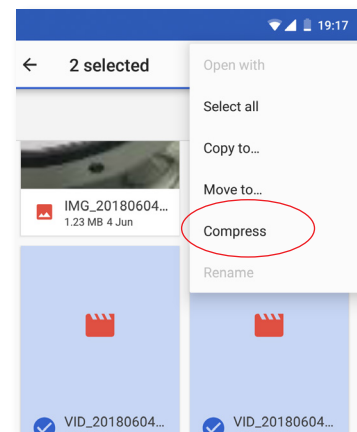 19:17
2 selected
Open with
Select all
Copy to...
Move to...
Compress
Rename
IMG_20180604...
1.23 MB 4 Jun
VID_20180604...
VID_20180604...